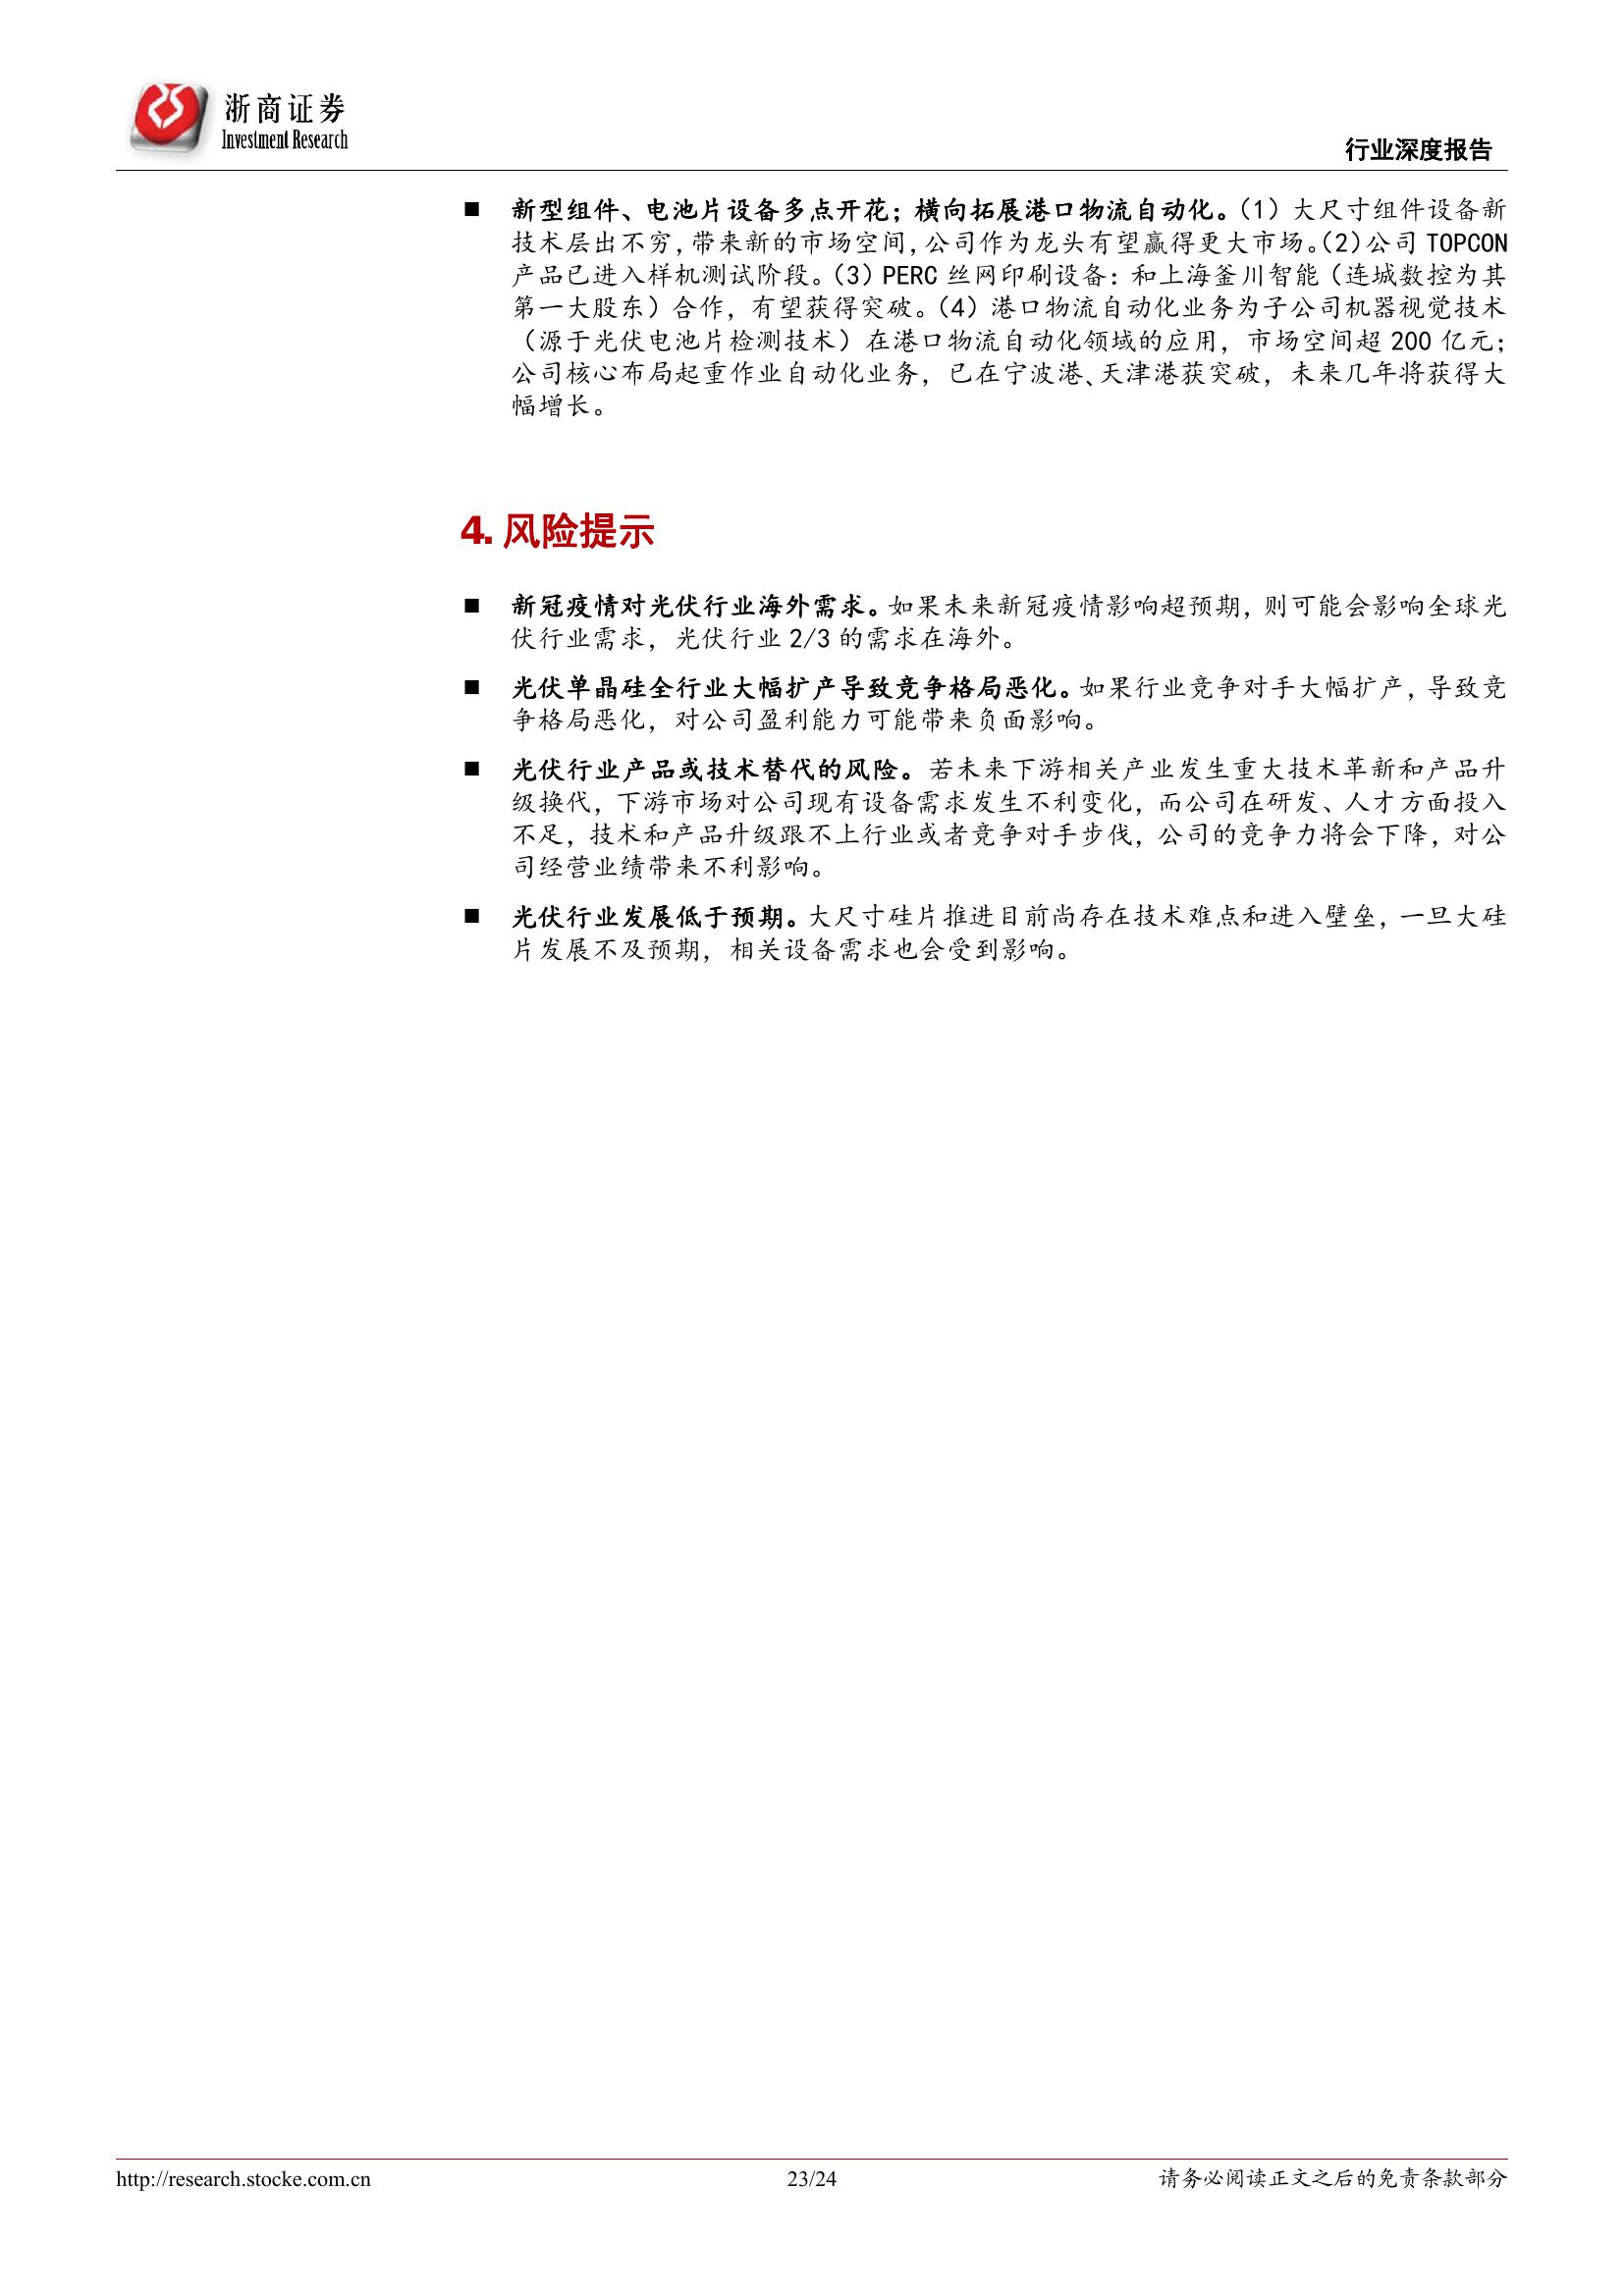 浙商证券
Investment Research
行业深度报告
■ 新型组件、电池片设备多点开花；横向拓展港口物流自动化。（1）大尺寸组件设备新
技术层出不穷，带来新的市场空间，公司作为龙头有望赢得更大市场。（2）公司 TOPCON
产品已进入样机测试阶段。（3）PERC 丝网印刷设备：和上海釜川智能（连城数控为其
第一大股东）合作，有望获得突破。（4）港口物流自动化业务为子公司机器视觉技术
（源于光伏电池片检测技术）在港口物流自动化领域的应用，市场空间超 200 亿元；
公司核心布局起重作业自动化业务，已在宁波港、天津港获突破，未来几年将获得大
幅增长。
4. 风险提示
■ 新冠疫情对光伏行业海外需求。如果未来新冠疫情影响超预期，则可能会影响全球光
伏行业需求，光伏行业 2/3 的需求在海外。
■ 光伏单晶硅全行业大幅扩产导致竞争格局恶化。如果行业竞争对手大幅扩产，导致竞
争格局恶化，对公司盈利能力可能带来负面影响。
■ 光伏行业产品或技术替代的风险。若未来下游相关产业发生重大技术革新和产品升
级换代，下游市场对公司现有设备需求发生不利变化，而公司在研发、人才方面投入
不足，技术和产品升级跟不上行业或者竞争对手步伐，公司的竞争力将会下降，对公
司经营业绩带来不利影响。
■ 光伏行业发展低于预期。大尺寸硅片推进目前尚存在技术难点和进入壁垒，一旦大硅
片发展不及预期，相关设备需求也会受到影响。
http://research.stocke.com.cn
23/24
请务必阅读正文之后的免责条款部分